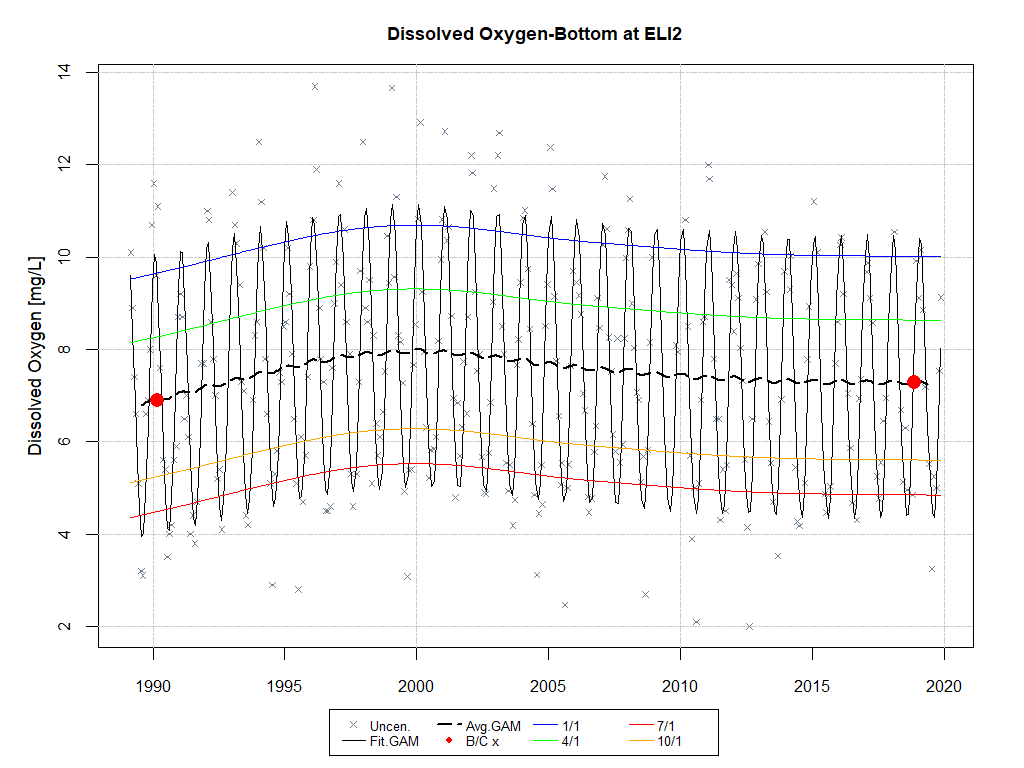 Dissolved Oxygen-Bottom at ELI2
Dissolved Oxygen [mg/L]
14
12
10
8
6
4
2
1990 1995 2000 2005 2010 2015 2020
Uncen. Avg.GAM 1/1 7/1
Fit.GAM B/C x 4/1 10/1